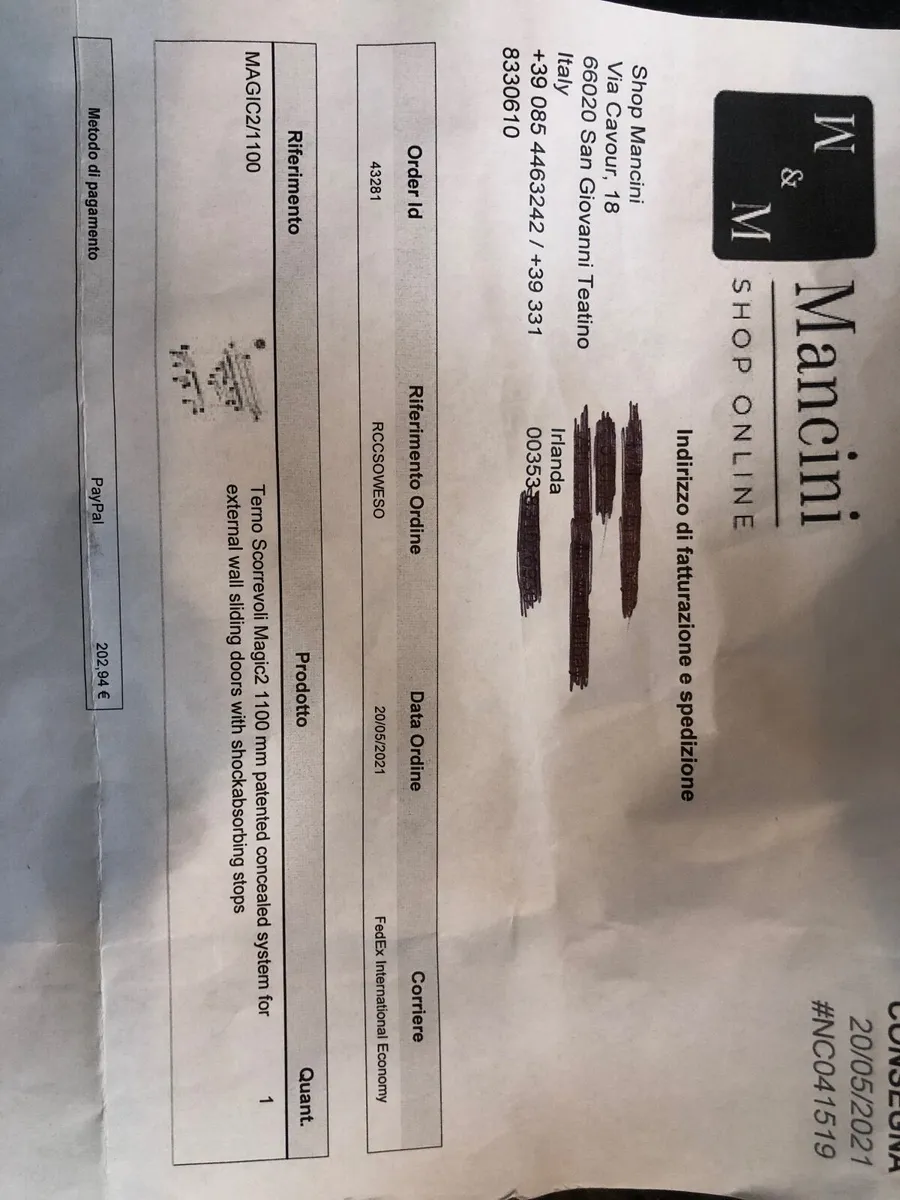 W & M
Mancini
SHOP ONLINE
CONSEGNA
20/05/2021
#NC041519
Indirizzo di fatturazione e spedizione
Shop Mancini
Via Cavour, 18
66020 San Giovanni Teatino
Italy
+39 085 4463242 / +39 331
8330610
Irlanda
00353
Order Id Riferimento Ordine Data Ordine Corriere
43281 RCCSOWESO 20/05/2021 FedEx International Economy
Riferimento Prodotto Quant.
MAGIC2/1100 Terno Scorrevoli Magic2 1100 mm patented concealed system for 1
external wall sliding doors with shockabsorbing stops
Metodo di pagamento PayPal 202,94 €